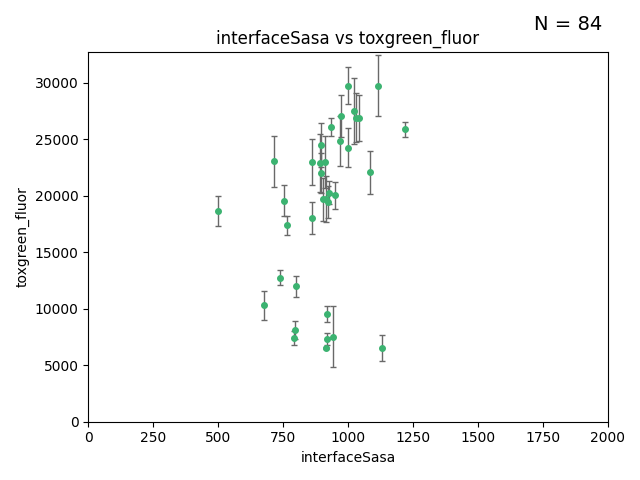 N = 84
interfaceSasa vs toxgreen_fluor
30000
25000
20000
15000
10000
5000
0
toxgreen_fluor
0 250 500 750 1000 1250 1500 1750 2000
interfaceSasa